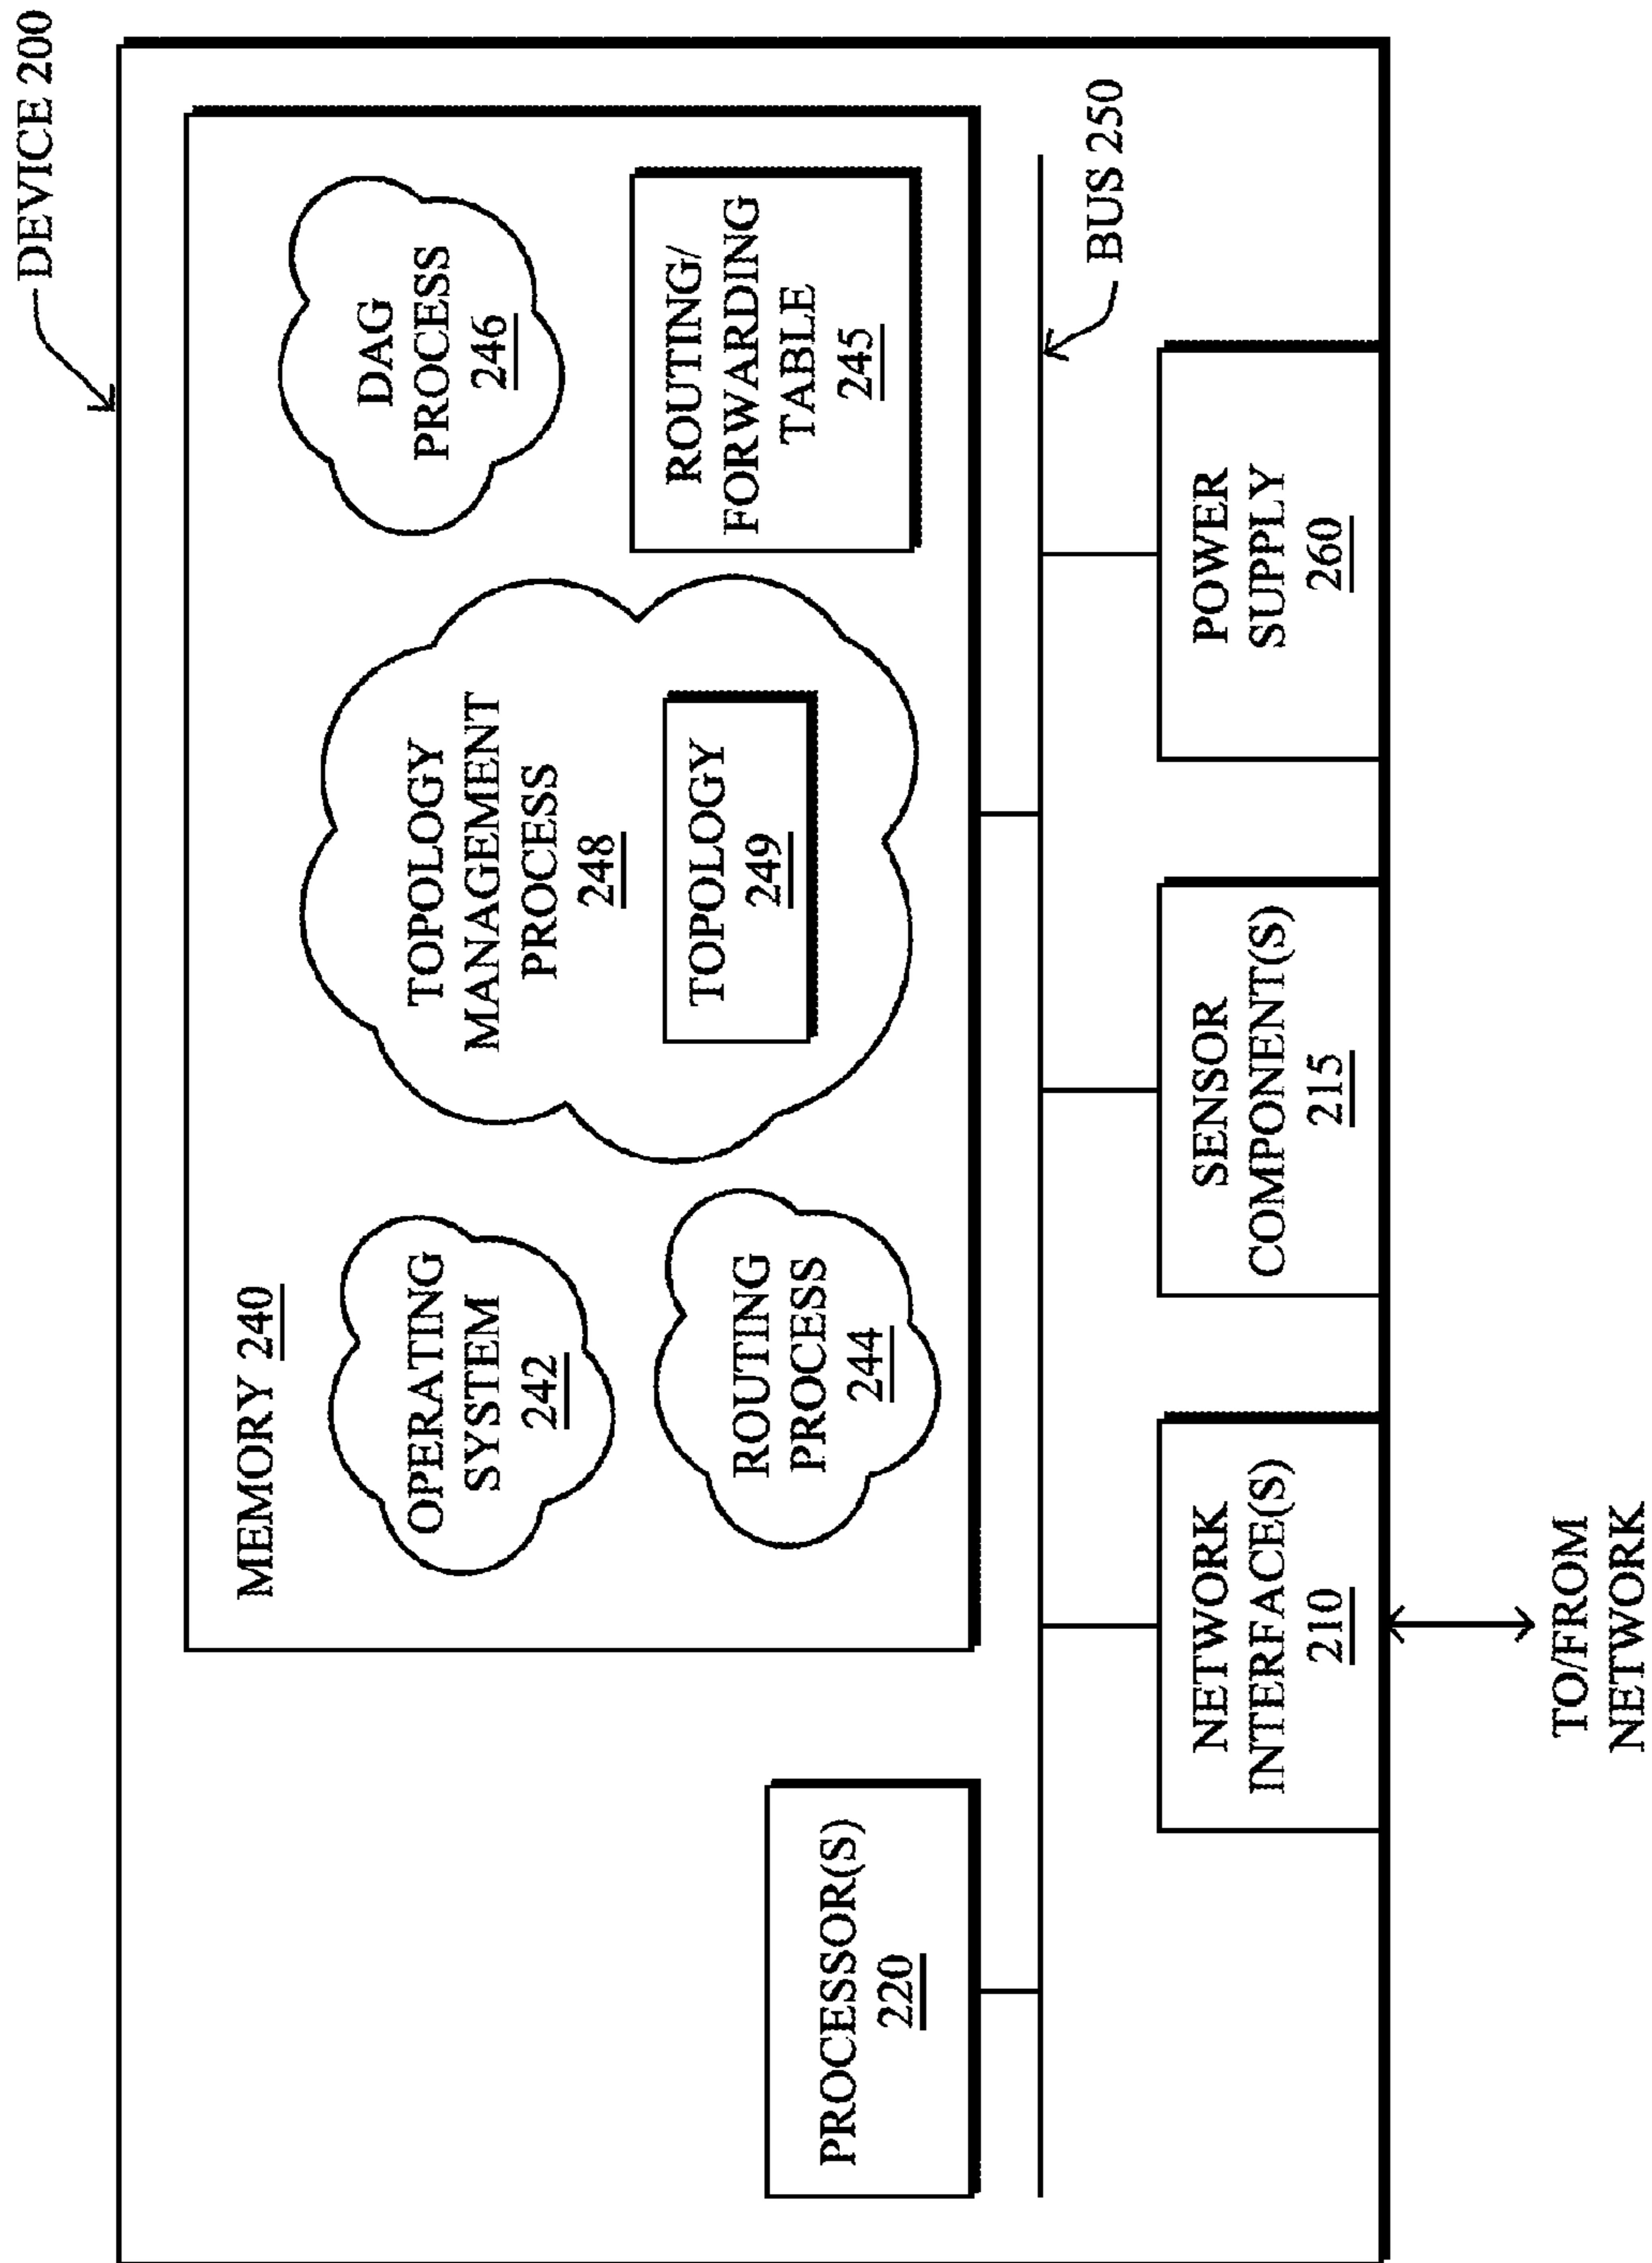 DEVICE 200
MEMORY 240
OPERATING
SYSTEM
242
ROUTING
PROCESS
244
TOPOLOGY
MANAGEMENT
PROCESS
248
TOPOLOGY
249
DAG
PROCESS
246
ROUTING/
FORWARDING
TABLE
245
PROCESSOR(S)
220
BUS 250
NETWORK
INTERFACE(S)
210
SENSOR
COMPONENT(S)
215
POWER
SUPPLY
260
TO/FROM
NETWORK